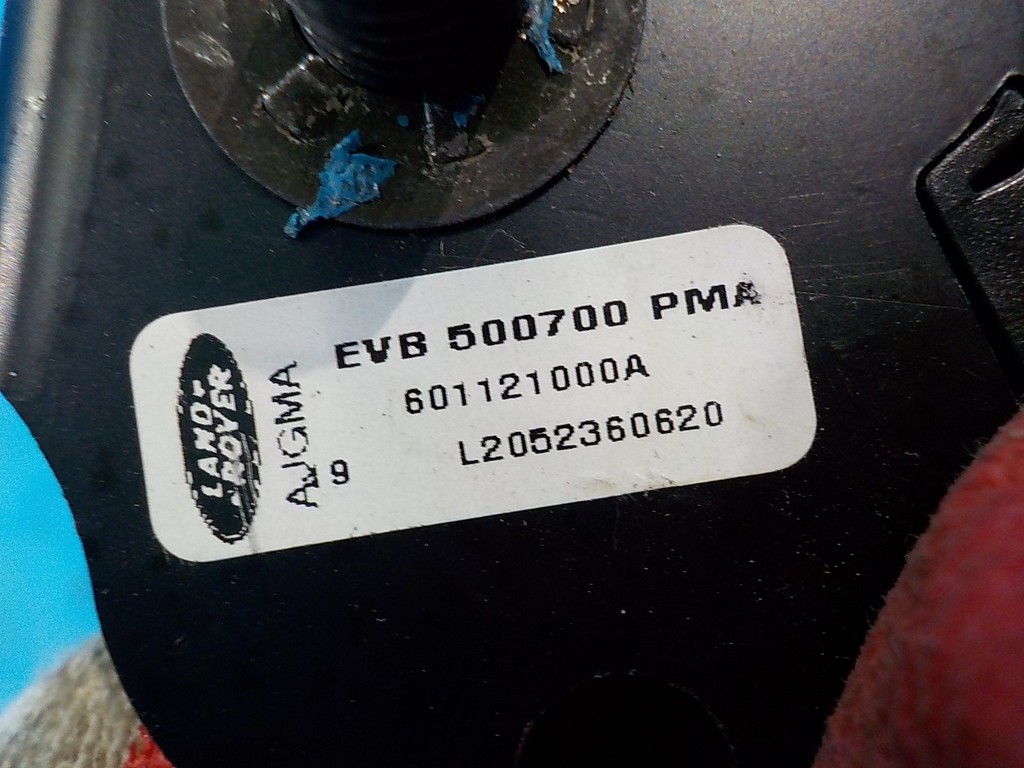 LAND-
ROVER
AJGMA
EVB 500700 PMA
601121000A
9 L2052360620